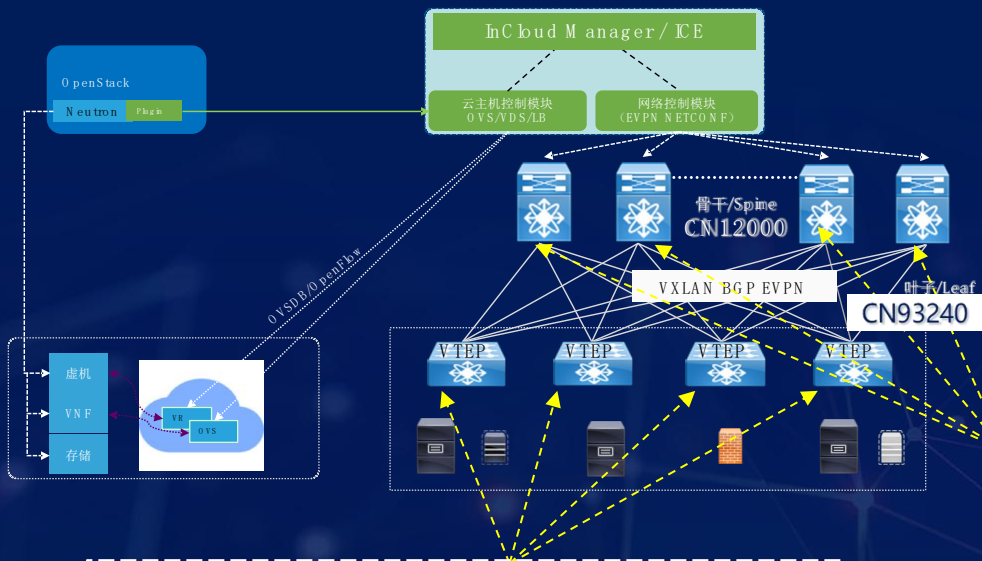 InCloud Manager/ICE
OpenStack
Neutron
Plugin
云主机控制模块
OVS/VDS/LB
网络控制模块
（EVPN NETCONF）
骨干/Spine
CN12000
OVSDB/OpenFlow
VXLAN BGP EVPN
叶子/Leaf
CN93240
VTEP
VTEP
VTEP
VTEP
虚机
VNF
存储
VR
OVS